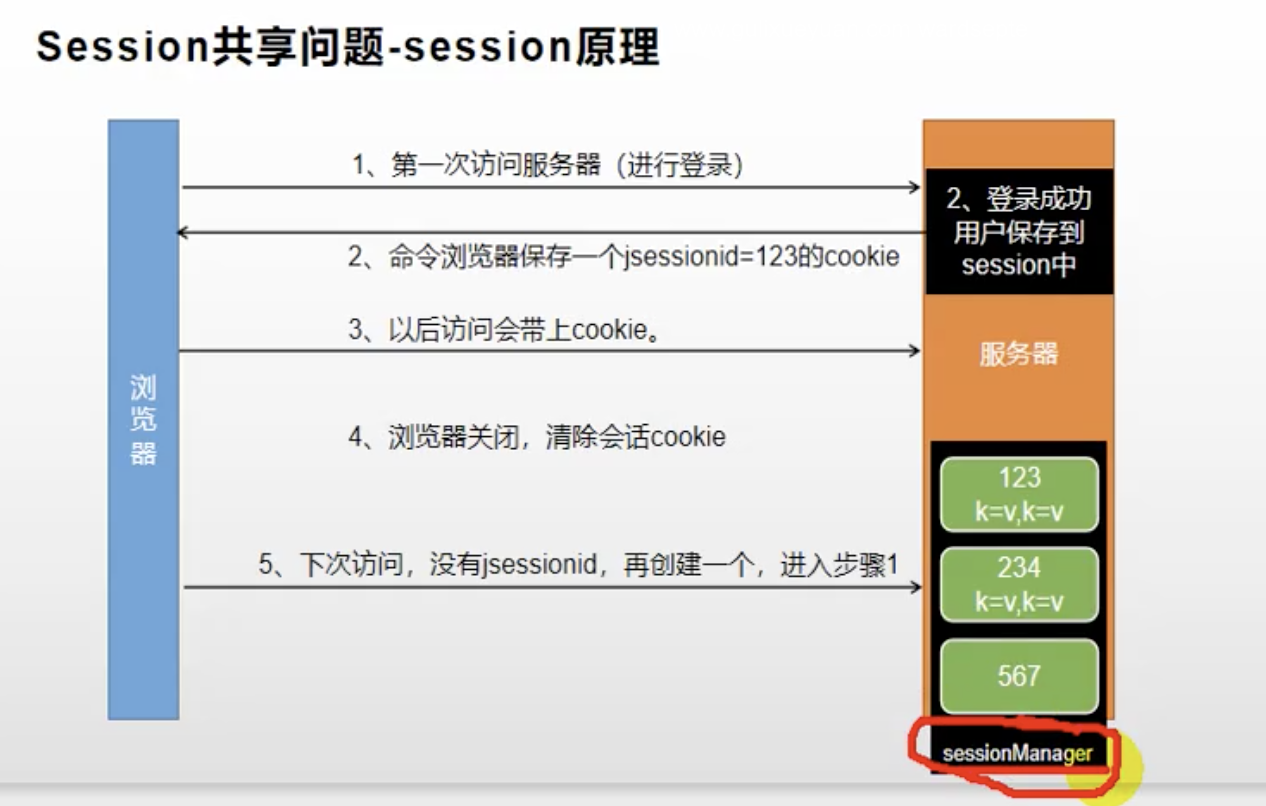 Session共享问题-session原理
1、第一次访问服务器（进行登录）
2、登录成功
用户保存到
session中
2、命令浏览器保存一个jsessionid=123的cookie
3、以后访问会带上cookie。
服务器
浏
览
器
4、浏览器关闭，清除会话cookie
123
k=v,k=v
5、下次访问，没有jsessionid，再创建一个，进入步骤1
234
k=v,k=v
567
sessionManager